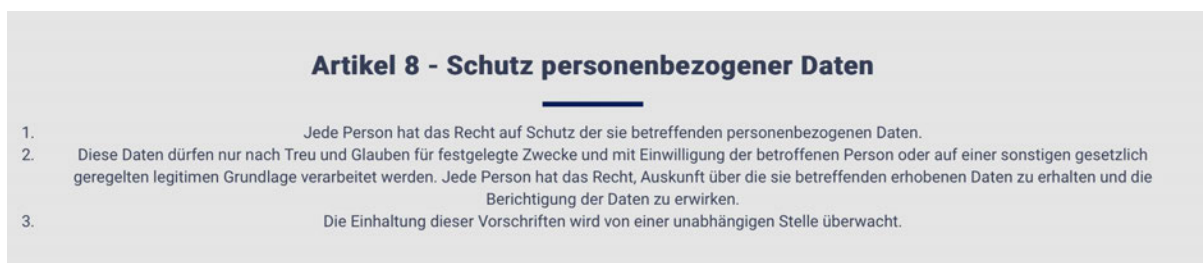 Artikel 8 - Schutz personenbezogener Daten
1. Jede Person hat das Recht auf Schutz der sie betreffenden personenbezogenen Daten.
2. Diese Daten dürfen nur nach Treu und Glauben für festgelegte Zwecke und mit Einwilligung der betroffenen Person oder auf einer sonstigen gesetzlich
geregelten legitimen Grundlage verarbeitet werden. Jede Person hat das Recht, Auskunft über die sie betreffenden erhobenen Daten zu erhalten und die
Berichtigung der Daten zu erwirken.
3. Die Einhaltung dieser Vorschriften wird von einer unabhängigen Stelle überwacht.